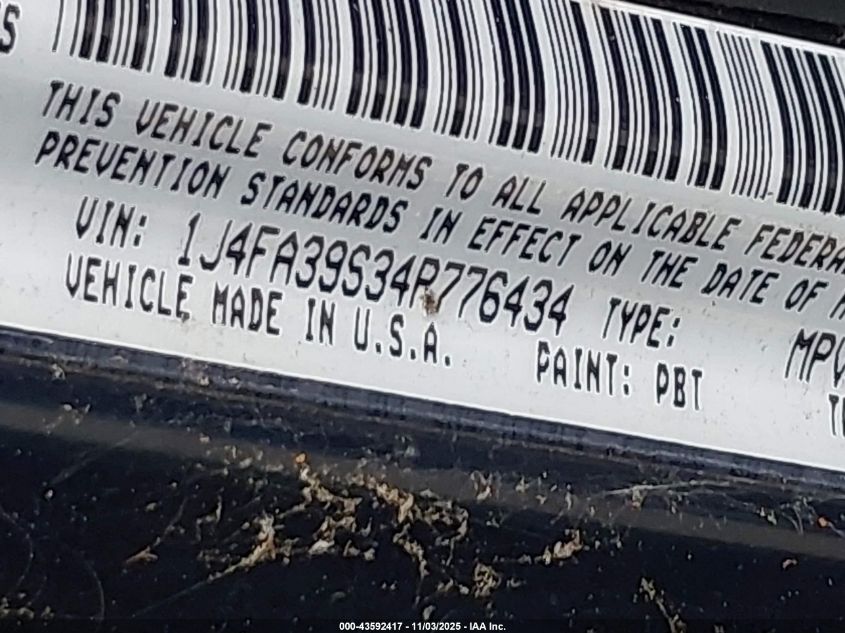 THIS VEHICLE CONFORMS TO ALL APPLICABLE FEDERA
PREVENTION STANDARDS IN EFFECT ON THE DATE OF
VIN: 1J4FA39S34P776434 TYPE: MPV
VEHICLE MADE IN U.S.A. PAINT: PBT
000-43592417 - 11/03/2025 - IAA Inc.